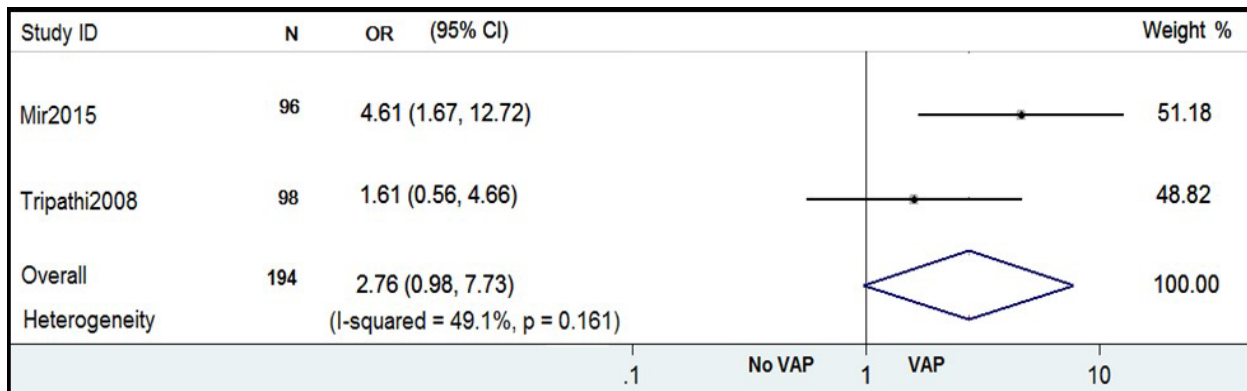 Study ID N OR (95% CI) Weight %
Mir2015 96 4.61 (1.67, 12.72) 51.18
Tripathi2008 98 1.61 (0.56, 4.66) 48.82
Overall 194 2.76 (0.98, 7.73) 100.00
Heterogeneity (I-squared = 49.1%, p = 0.161)
.1 No VAP 1 VAP 10